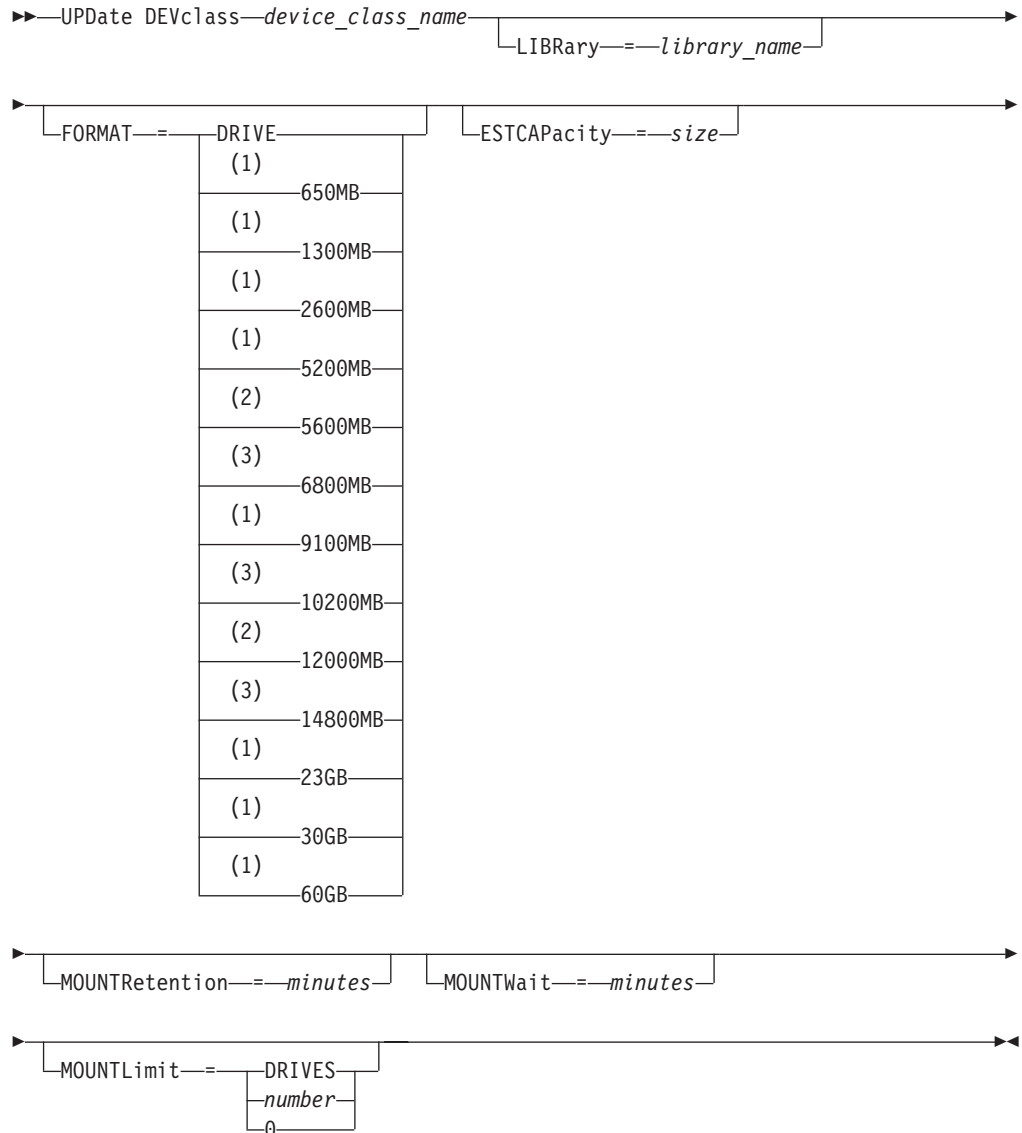 UPDate DEVclass device_class_name
LIBRary = library_name
FORMAT = DRIVE
(1)
650MB
(1)
1300MB
(1)
2600MB
(1)
5200MB
(2)
5600MB
(3)
6800MB
(1)
9100MB
(3)
10200MB
(2)
12000MB
(3)
14800MB
(1)
23GB
(1)
30GB
(1)
60GB
ESTCAPacity = size
MOUNTRetention = minutes
MOUNTWait = minutes
MOUNTLimit = DRIVES
number
0